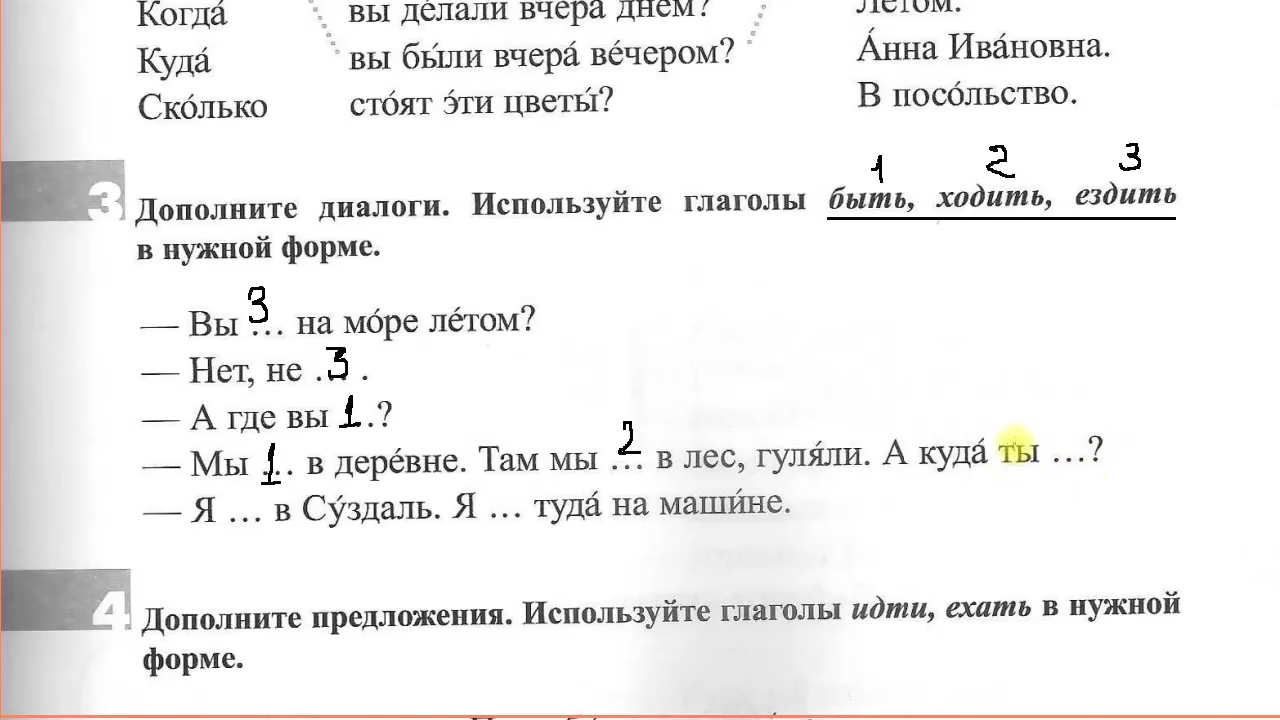 Когда́ вы де́лали вчера́ днём? Ле́том.
Куда́ вы бы́ли вчера́ ве́чером? А́нна Ива́новна.
Ско́лько сто́ят э́ти цветы́? В посо́льство.
1 2 3
3 Дополните диалоги. Используйте глаголы быть, ходить, ездить
в нужной форме.
— Вы 3 ... на мо́ре ле́том?
— Нет, не .3. .
— А где вы 1..?
— Мы 1.. в дере́вне. Там мы 2 ... в лес, гуля́ли. А куда́ ты ...?
— Я ... в Су́здаль. Я ... туда́ на маши́не.
4 Дополните предложения. Используйте глаголы идти, ехать в нужной
форме.